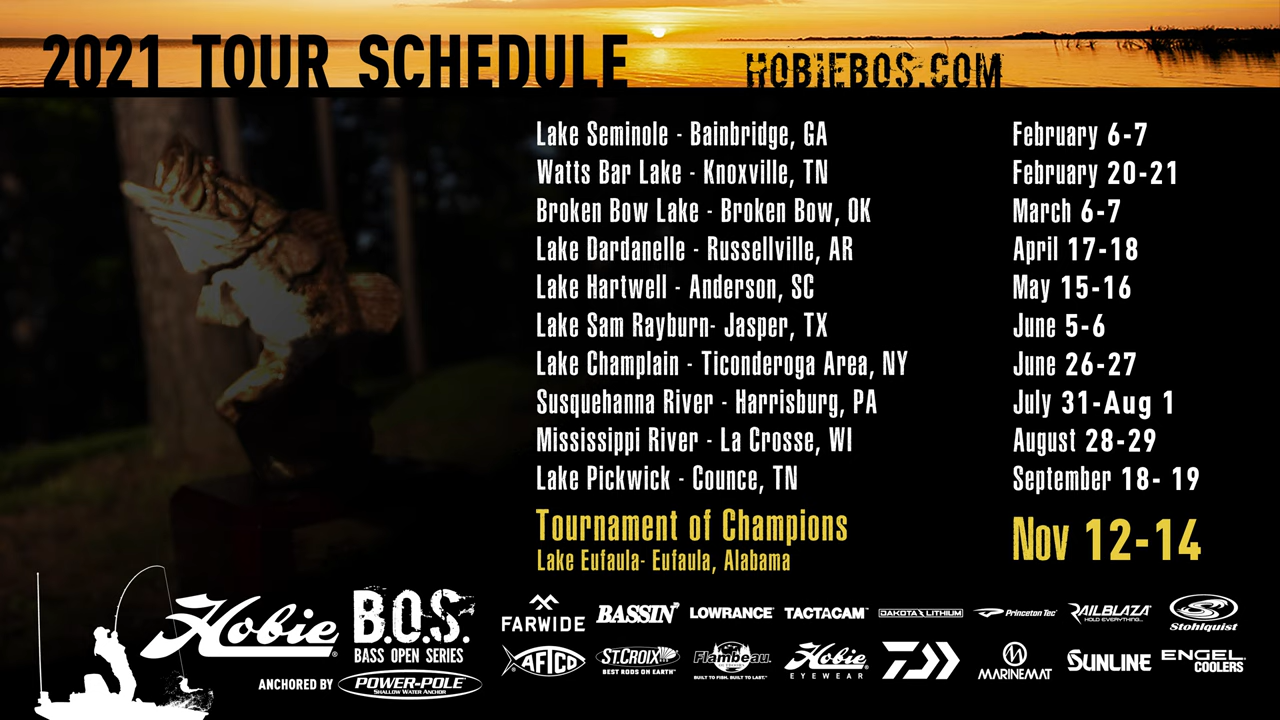 2021 TOUR SCHEDULE
HOBIEBOS.COM
Lake Seminole - Bainbridge, GA February 6-7
Watts Bar Lake - Knoxville, TN February 20-21
Broken Bow Lake - Broken Bow, OK March 6-7
Lake Dardanelle - Russellville, AR April 17-18
Lake Hartwell - Anderson, SC May 15-16
Lake Sam Rayburn- Jasper, TX June 5-6
Lake Champlain - Ticonderoga Area, NY June 26-27
Susquehanna River - Harrisburg, PA July 31-Aug 1
Mississippi River - La Crosse, WI August 28-29
Lake Pickwick - Counce, TN September 18- 19
Tournament of Champions Nov 12-14
Lake Eufaula- Eufaula, Alabama
Hobie B.O.S.
BASS OPEN SERIES
ANCHORED BY POWER-POLE
SHALLOW WATER ANCHOR
FARWIDE BASSIN' LOWRANCE TACTACAM DAKOTA LITHIUM PRINCETON TEC RAILBLAZA
HOLD EVERYTHING...
Stohlquist
AFTCO ST.CROIX
BEST RODS ON EARTH
Flambeau
BUILT TO FISH. BUILT TO LAST.
Hobie
EYEWEAR
MARINEMAT
SUNLINE
ENGEL
COOLERS